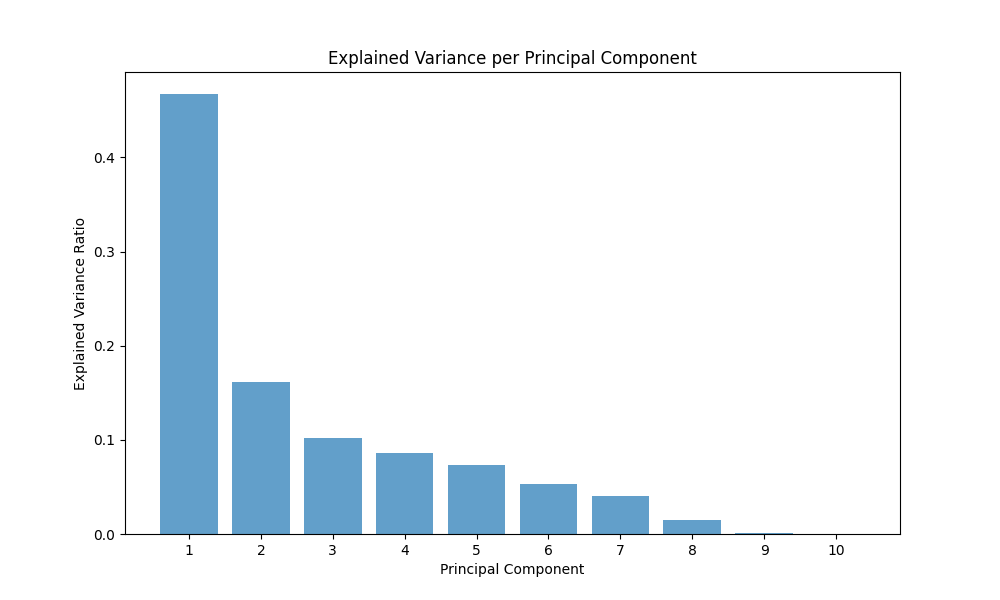 Explained Variance per Principal Component
Explained Variance Ratio
0.4
0.3
0.2
0.1
0.0
1 2 3 4 5 6 7 8 9 10
Principal Component